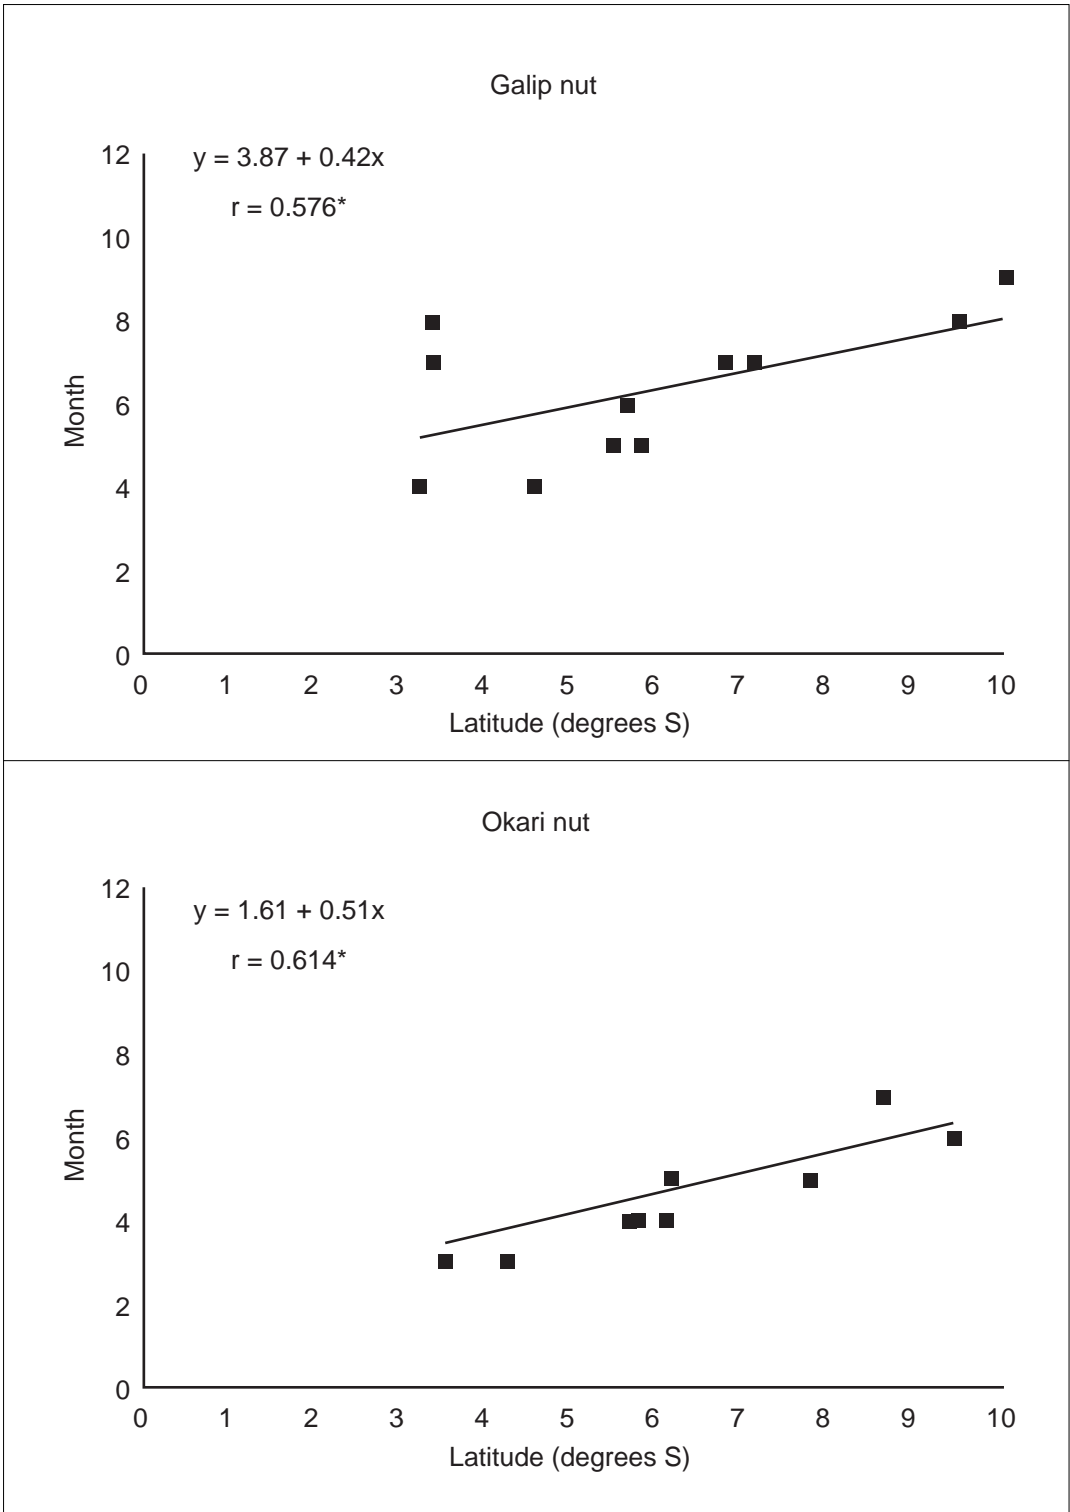 Galip nut
y = 3.87 + 0.42x
r = 0.576*
12
10
8
6
4
2
0
Month
0 1 2 3 4 5 6 7 8 9 10
Latitude (degrees S)
Okari nut
y = 1.61 + 0.51x
r = 0.614*
12
10
8
6
4
2
0
Month
0 1 2 3 4 5 6 7 8 9 10
Latitude (degrees S)